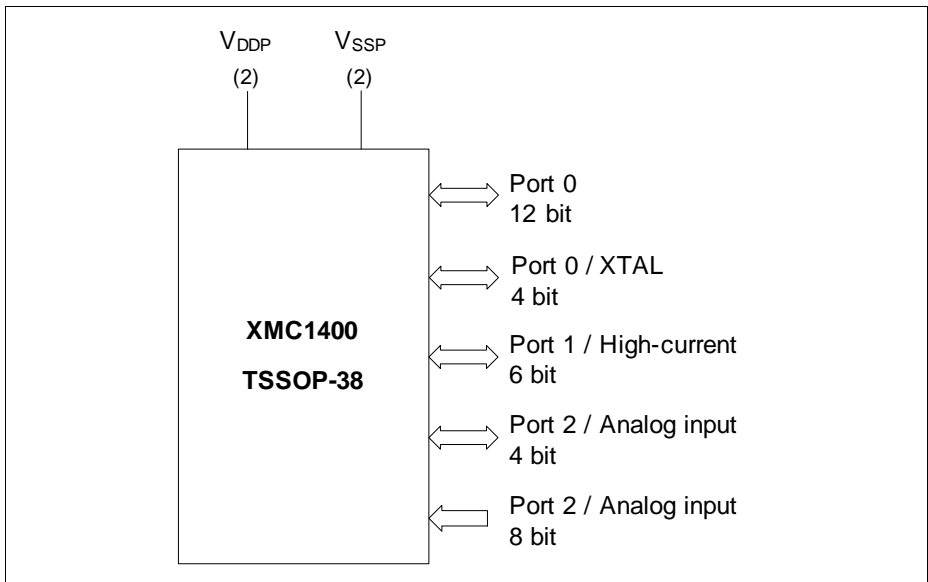 VDDP VSSP
(2) (2)
Port 0
12 bit
Port 0 / XTAL
4 bit
XMC1400
TSSOP-38
Port 1 / High-current
6 bit
Port 2 / Analog input
4 bit
Port 2 / Analog input
8 bit